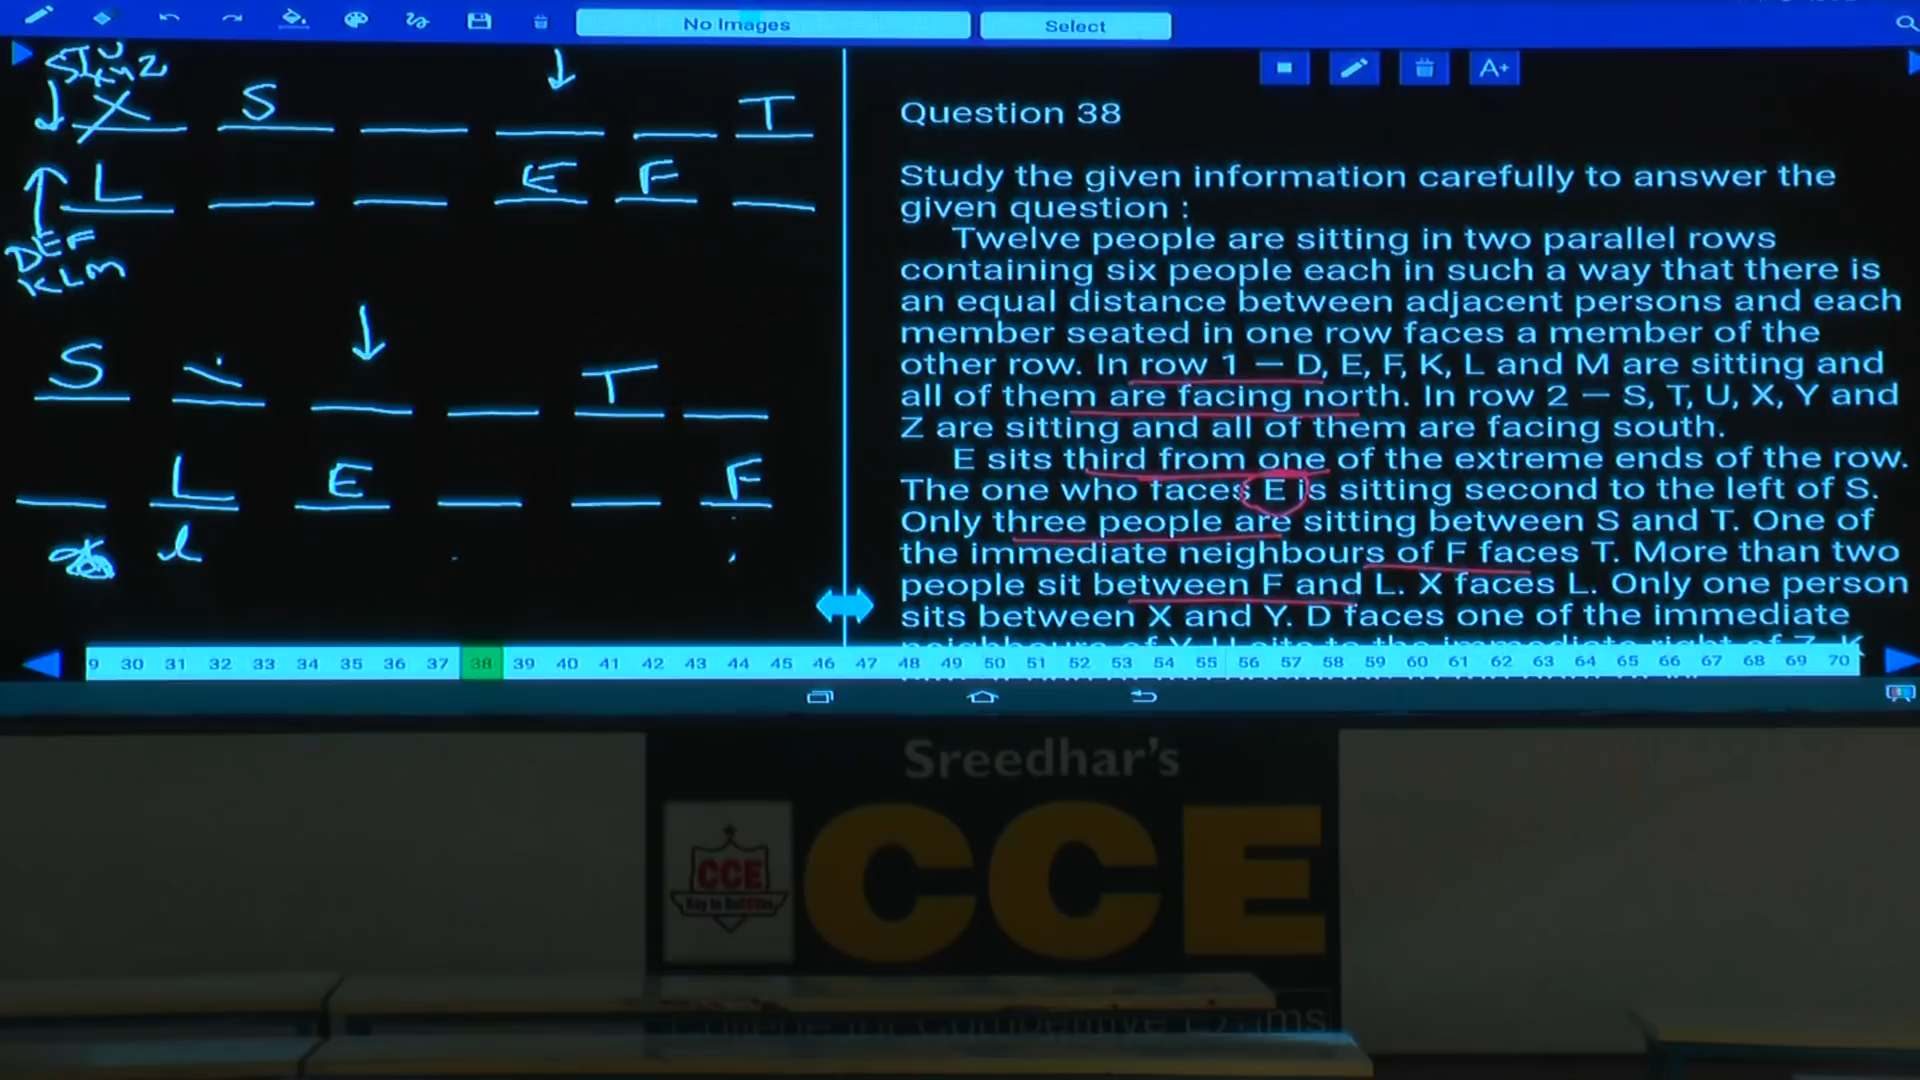 No Images
Select
A+
X S T
L E F
DEF
KLM
S T
L E F
Question 38
Study the given information carefully to answer the
given question :
Twelve people are sitting in two parallel rows
containing six people each in such a way that there is
an equal distance between adjacent persons and each
member seated in one row faces a member of the
other row. In row 1 – D, E, F, K, L and M are sitting and
all of them are facing north. In row 2 – S, T, U, X, Y and
Z are sitting and all of them are facing south.
E sits third from one of the extreme ends of the row.
The one who faces E is sitting second to the left of S.
Only three people are sitting between S and T. One of
the immediate neighbours of F faces T. More than two
people sit between F and L. X faces L. Only one person
sits between X and Y. D faces one of the immediate
neighbours of Y. U sits to the immediate right of Z. K
9 30 31 32 33 34 35 36 37 38 39 40 41 42 43 44 45 46 47 48 49 50 51 52 53 54 55 56 57 58 59 60 61 62 63 64 65 66 67 68 69 70
Sreedhar's
CCE
CCE